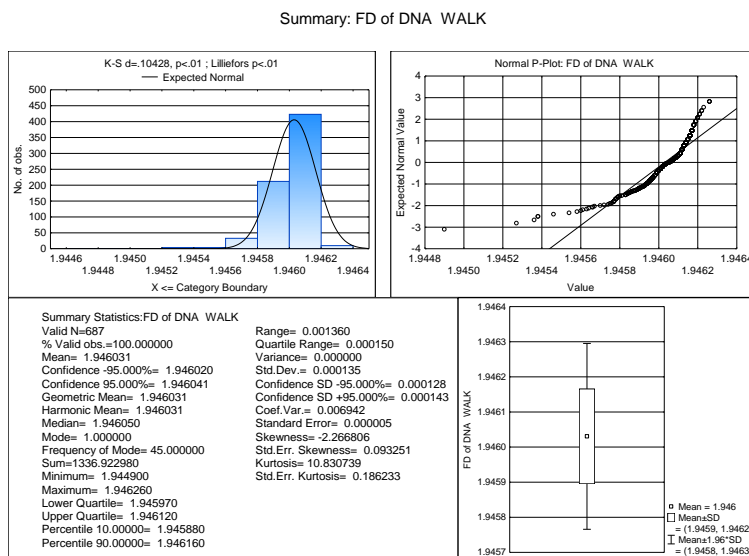 Summary: FD of DNA WALK
K-S d=.10428, p<.01 ; Lilliefors p<.01
Expected Normal
No. of obs.
500
450
400
350
300
250
200
150
100
50
0
1.9446 1.9450 1.9454 1.9458 1.9462
1.9448 1.9452 1.9456 1.9460 1.9464
X <= Category Boundary
Normal P-Plot: FD of DNA WALK
Expected Normal Value
4
3
2
1
0
-1
-2
-3
-4
1.9448 1.9452 1.9456 1.9460 1.9464
1.9450 1.9454 1.9458 1.9462
Value
Summary Statistics:FD of DNA WALK
Valid N=687
% Valid obs.=100.000000
Mean= 1.946031
Confidence -95.000%= 1.946020
Confidence 95.000%= 1.946041
Geometric Mean= 1.946031
Harmonic Mean= 1.946031
Median= 1.946050
Mode= 1.000000
Frequency of Mode= 45.000000
Sum=1336.922980
Minimum= 1.944900
Maximum= 1.946260
Lower Quartile= 1.945970
Upper Quartile= 1.946120
Percentile 10.00000= 1.945880
Percentile 90.00000= 1.946160
Range= 0.001360
Quartile Range= 0.000150
Variance= 0.000000
Std.Dev.= 0.000135
Confidence SD -95.000%= 0.000128
Confidence SD +95.000%= 0.000143
Coef.Var.= 0.006942
Standard Error= 0.000005
Skewness= -2.266806
Std.Err. Skewness= 0.093251
Kurtosis= 10.830739
Std.Err. Kurtosis= 0.186233
FD of DNA WALK
1.9464
1.9463
1.9462
1.9461
1.9460
1.9459
1.9458
1.9457
Mean = 1.946
Mean±SD
= (1.9459, 1.9462
Mean±1.96*SD
= (1.9458, 1.9463